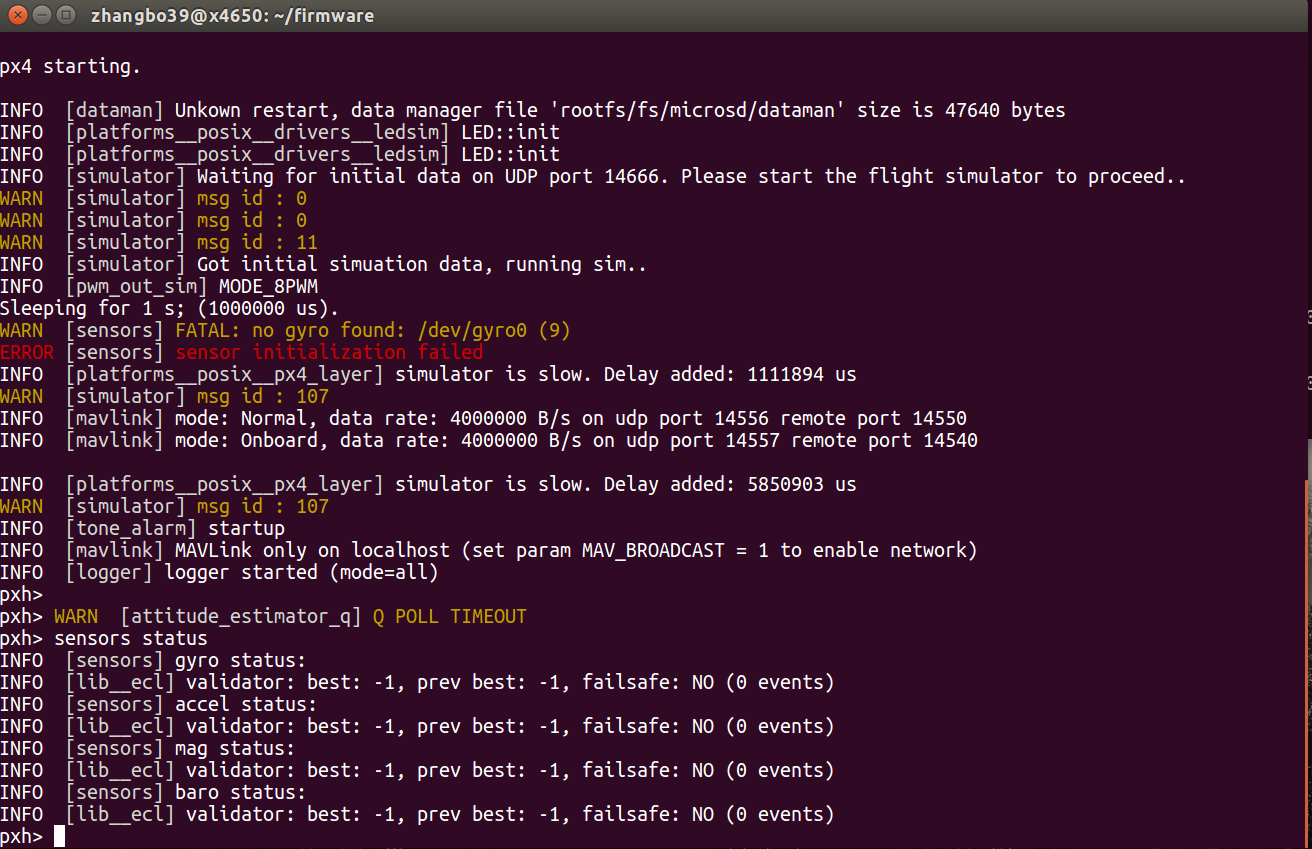 zhangbo39@x4650: ~/firmware
px4 starting.
INFO  [dataman] Unkown restart, data manager file 'rootfs/fs/microsd/dataman' size is 47640 bytes
INFO  [platforms__posix__drivers__ledsim] LED::init
INFO  [platforms__posix__drivers__ledsim] LED::init
INFO  [simulator] Waiting for initial data on UDP port 14666. Please start the flight simulator to proceed..
WARN  [simulator] msg id : 0
WARN  [simulator] msg id : 0
WARN  [simulator] msg id : 11
INFO  [simulator] Got initial simuation data, running sim..
INFO  [pwm_out_sim] MODE_8PWM
Sleeping for 1 s; (1000000 us).
WARN  [sensors] FATAL: no gyro found: /dev/gyro0 (9)
ERROR [sensors] sensor initialization failed
INFO  [platforms__posix__px4_layer] simulator is slow. Delay added: 1111894 us
WARN  [simulator] msg id : 107
INFO  [mavlink] mode: Normal, data rate: 4000000 B/s on udp port 14556 remote port 14550
INFO  [mavlink] mode: Onboard, data rate: 4000000 B/s on udp port 14557 remote port 14540
INFO  [platforms__posix__px4_layer] simulator is slow. Delay added: 5850903 us
WARN  [simulator] msg id : 107
INFO  [tone_alarm] startup
INFO  [mavlink] MAVLink only on localhost (set param MAV_BROADCAST = 1 to enable network)
INFO  [logger] logger started (mode=all)
pxh>
pxh> WARN  [attitude_estimator_q] Q POLL TIMEOUT
pxh> sensors status
INFO  [sensors] gyro status:
INFO  [lib__ecl] validator: best: -1, prev best: -1, failsafe: NO (0 events)
INFO  [sensors] accel status:
INFO  [lib__ecl] validator: best: -1, prev best: -1, failsafe: NO (0 events)
INFO  [sensors] mag status:
INFO  [lib__ecl] validator: best: -1, prev best: -1, failsafe: NO (0 events)
INFO  [sensors] baro status:
INFO  [lib__ecl] validator: best: -1, prev best: -1, failsafe: NO (0 events)
pxh>